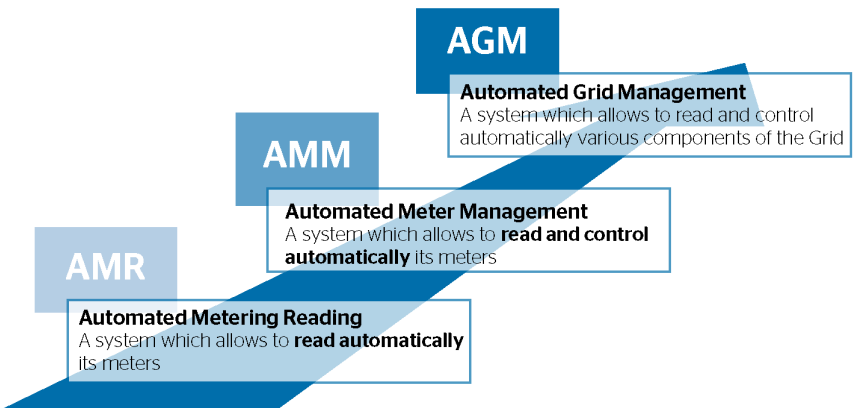 AGM
Automated Grid Management
A system which allows to read and control
automatically various components of the Grid
AMM
Automated Meter Management
A system which allows to read and control
automatically its meters
AMR
Automated Metering Reading
A system which allows to read automatically
its meters